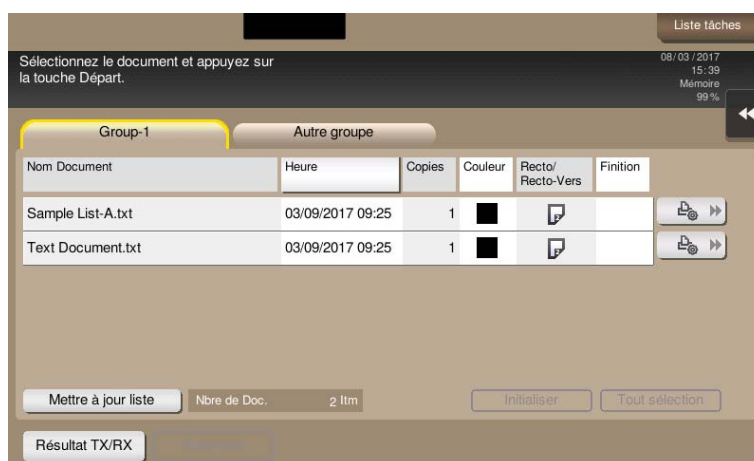 Liste tâches
Sélectionnez le document et appuyez sur
la touche Départ.
08/03/2017
15:39
Mémoire
99 %
Group-1
Autre groupe
Nom Document
Heure
Copies
Couleur
Recto/
Recto-Vers
Finition
Sample List-A.txt
03/09/2017 09:25
1
Text Document.txt
03/09/2017 09:25
1
Mettre à jour liste
Nbre de Doc.
2 Itm
Initialiser
Tout sélection
Résultat TX/RX